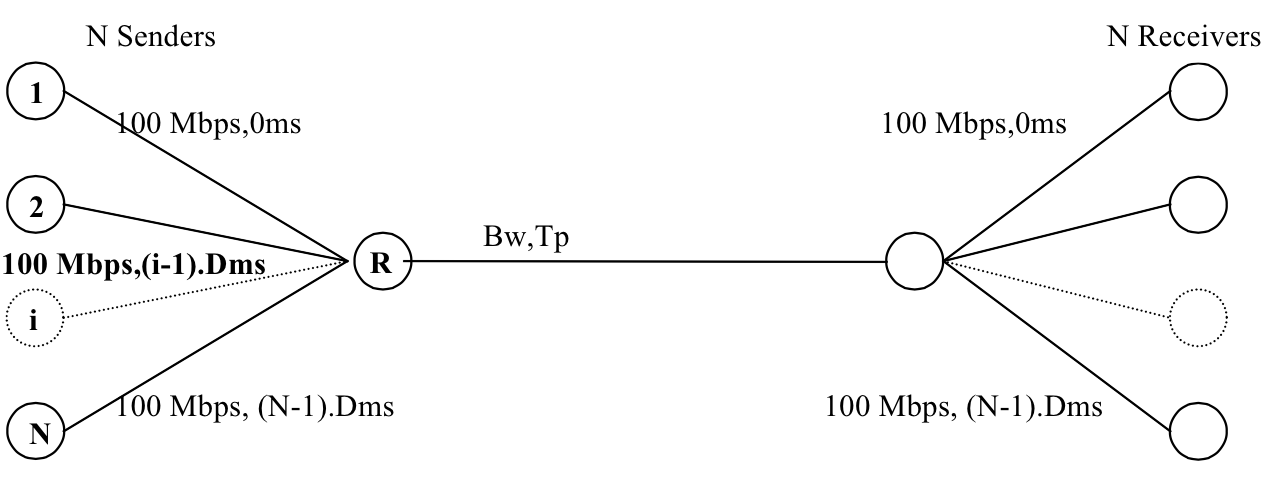 N Senders
N Receivers
1
100 Mbps,0ms
100 Mbps,0ms
2
Bw,Tp
100 Mbps,(i-1).Dms
R
i
100 Mbps, (N-1).Dms
100 Mbps, (N-1).Dms
N